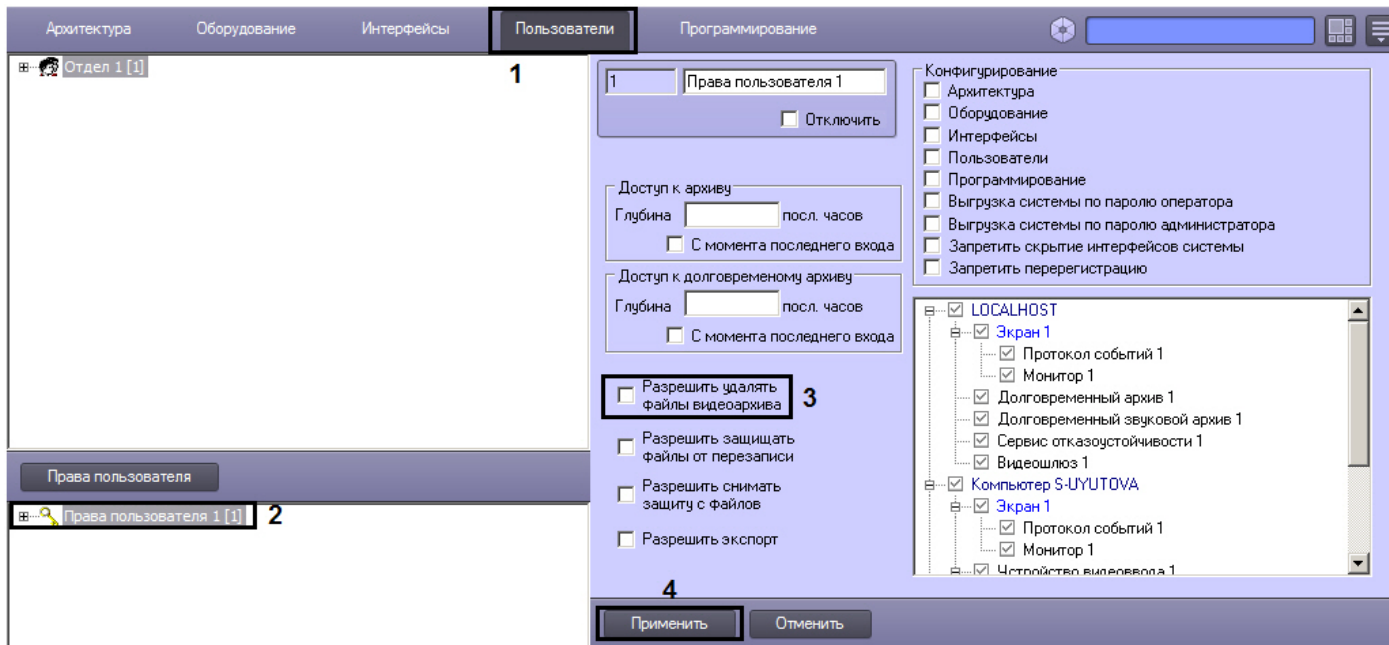 Архитектура Оборудование Интерфейсы Пользователи Программирование
1
Отдел 1 [1]
Права пользователя
Права пользователя 1 [1] 2
1 Права пользователя 1
Отключить
Доступ к архиву
Глубина посл. часов
С момента последнего входа
Доступ к долговременому архиву
Глубина посл. часов
С момента последнего входа
Разрешить удалять
файлы видеоархива
3
Разрешить защищать
файлы от перезаписи
Разрешить снимать
защиту с файлов
Разрешить экспорт
4
Применить Отменить
Конфигурирование
Архитектура
Оборудование
Интерфейсы
Пользователи
Программирование
Выгрузка системы по паролю оператора
Выгрузка системы по паролю администратора
Запретить скрытие интерфейсов системы
Запретить перерегистрацию
LOCALHOST
Экран 1
Протокол событий 1
Монитор 1
Долговременный архив 1
Долговременный звуковой архив 1
Сервис отказоустойчивости 1
Видеошлюз 1
Компьютер S-UYUTOVA
Экран 1
Протокол событий 1
Монитор 1
Устройство видеоввода 1